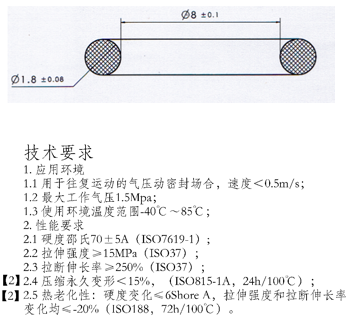 Ø8 ±0.1
Ø1.8 ±0.08
技术要求
1. 应用环境
1.1 用于往复运动的气压动密封场合，速度＜0.5m/s；
1.2 最大工作气压1.5Mpa；
1.3 使用环境温度范围-40℃～85℃；
2. 性能要求
2.1 硬度邵氏70±5A（ISO7619-1）；
2.2 拉伸强度≥15MPa（ISO37）；
2.3 拉断伸长率≥250%（ISO37）；
【2】2.4 压缩永久变形＜15%，（ISO815-1A，24h/100℃）；
【2】2.5 热老化性：硬度变化≤6Shore A，拉伸强度和拉断伸长率
变化均≤-20%（ISO188，72h/100℃）。